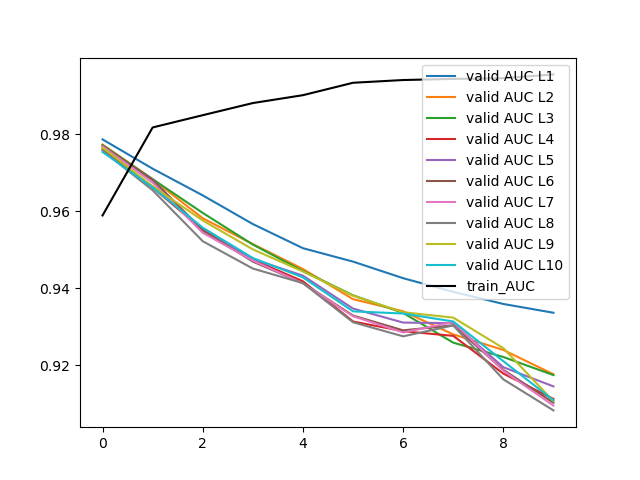 0.98
0.96
0.94
0.92
0
2
4
6
8
valid AUC L1
valid AUC L2
valid AUC L3
valid AUC L4
valid AUC L5
valid AUC L6
valid AUC L7
valid AUC L8
valid AUC L9
valid AUC L10
train_AUC